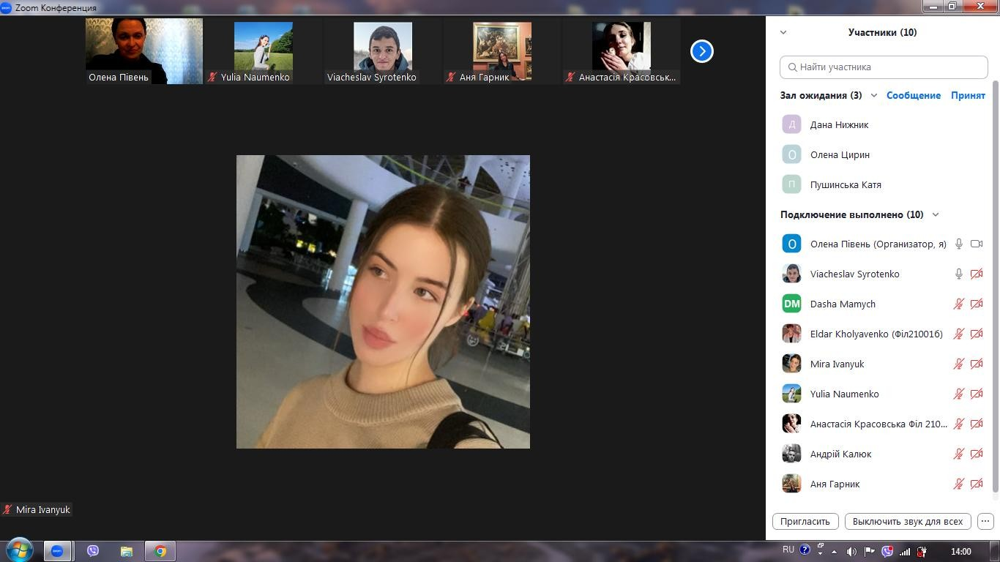 Zoom Конференция
Олена Півень
Yulia Naumenko
Viacheslav Syrotenko
Аня Гарник
Анастасія Красовськ...
Mira Ivanyuk
Участники (10)
Найти участника
Зал ожидания (3)
Сообщение
Принят
Д
Дана Нижник
О
Олена Цирин
П
Пушинська Катя
Подключение выполнено (10)
О
Олена Півень (Организатор, я)
Viacheslav Syrotenko
DM
Dasha Mamych
Eldar Kholyavenko (Філ21001б)
Mira Ivanyuk
Yulia Naumenko
Анастасія Красовська Філ 210...
Андрій Калюк
Аня Гарник
Пригласить
Выключить звук для всех
...
RU
14:00